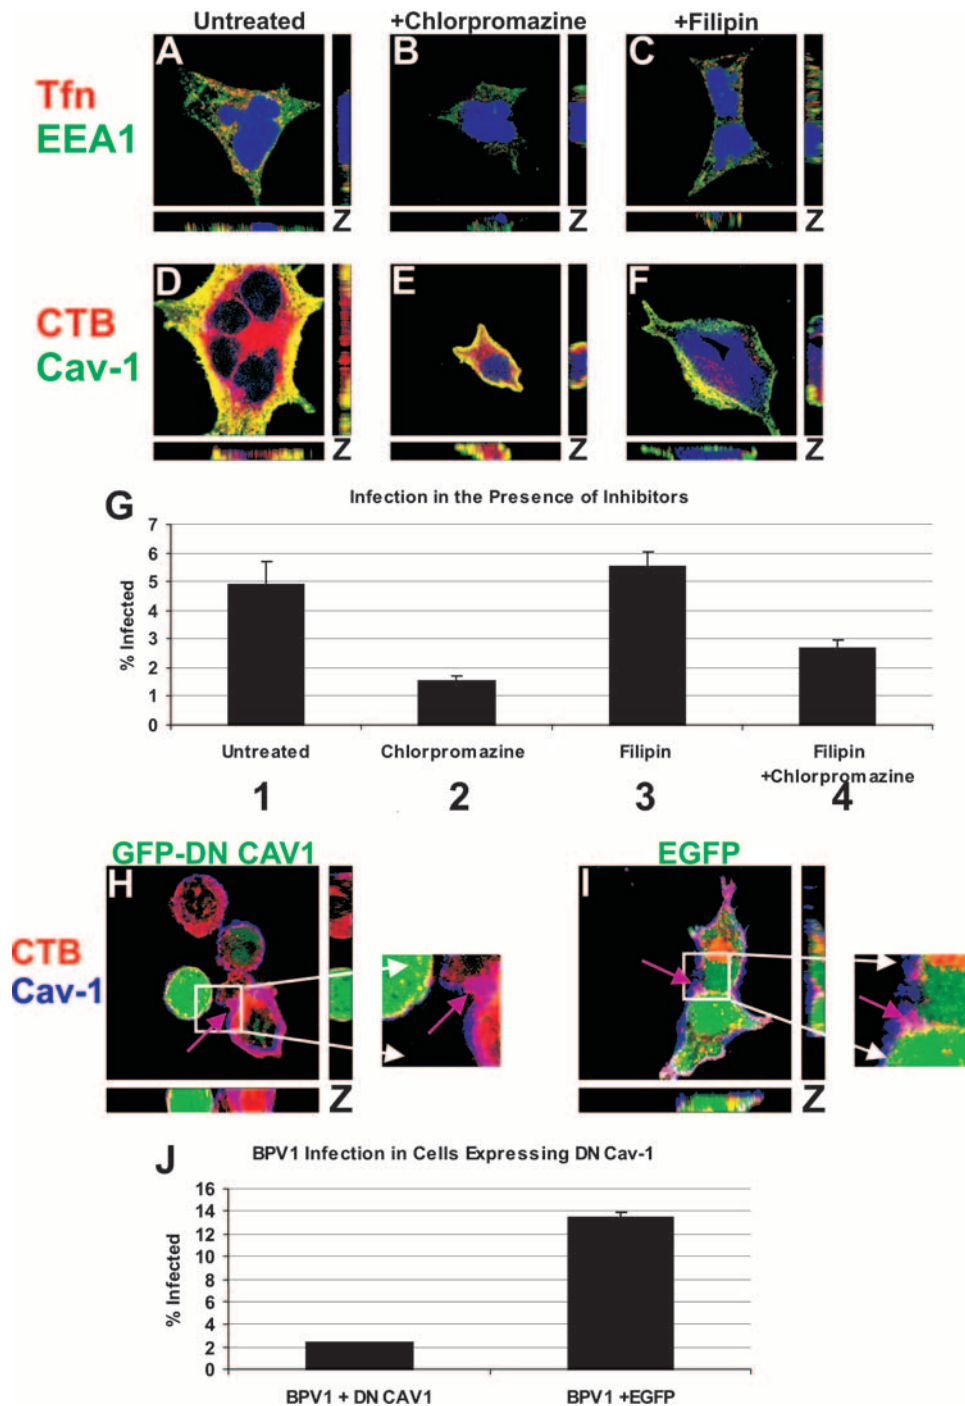 Untreated +Chlorpromazine +Filipin
A B C
Tfn
EEA1
Z Z Z
D E F
CTB
Cav-1
Z Z Z
G Infection in the Presence of Inhibitors
7
6
5
4
3
2
1
0
% Infected
Untreated Chlorpromazine Filipin Filipin
+Chlorpromazine
1 2 3 4
GFP-DN CAV1 EGFP
H I
CTB
Cav-1
Z Z
J BPV1 Infection in Cells Expressing DN Cav-1
16
14
12
10
8
6
4
2
0
% Infected
BPV1 + DN CAV1 BPV1 +EGFP